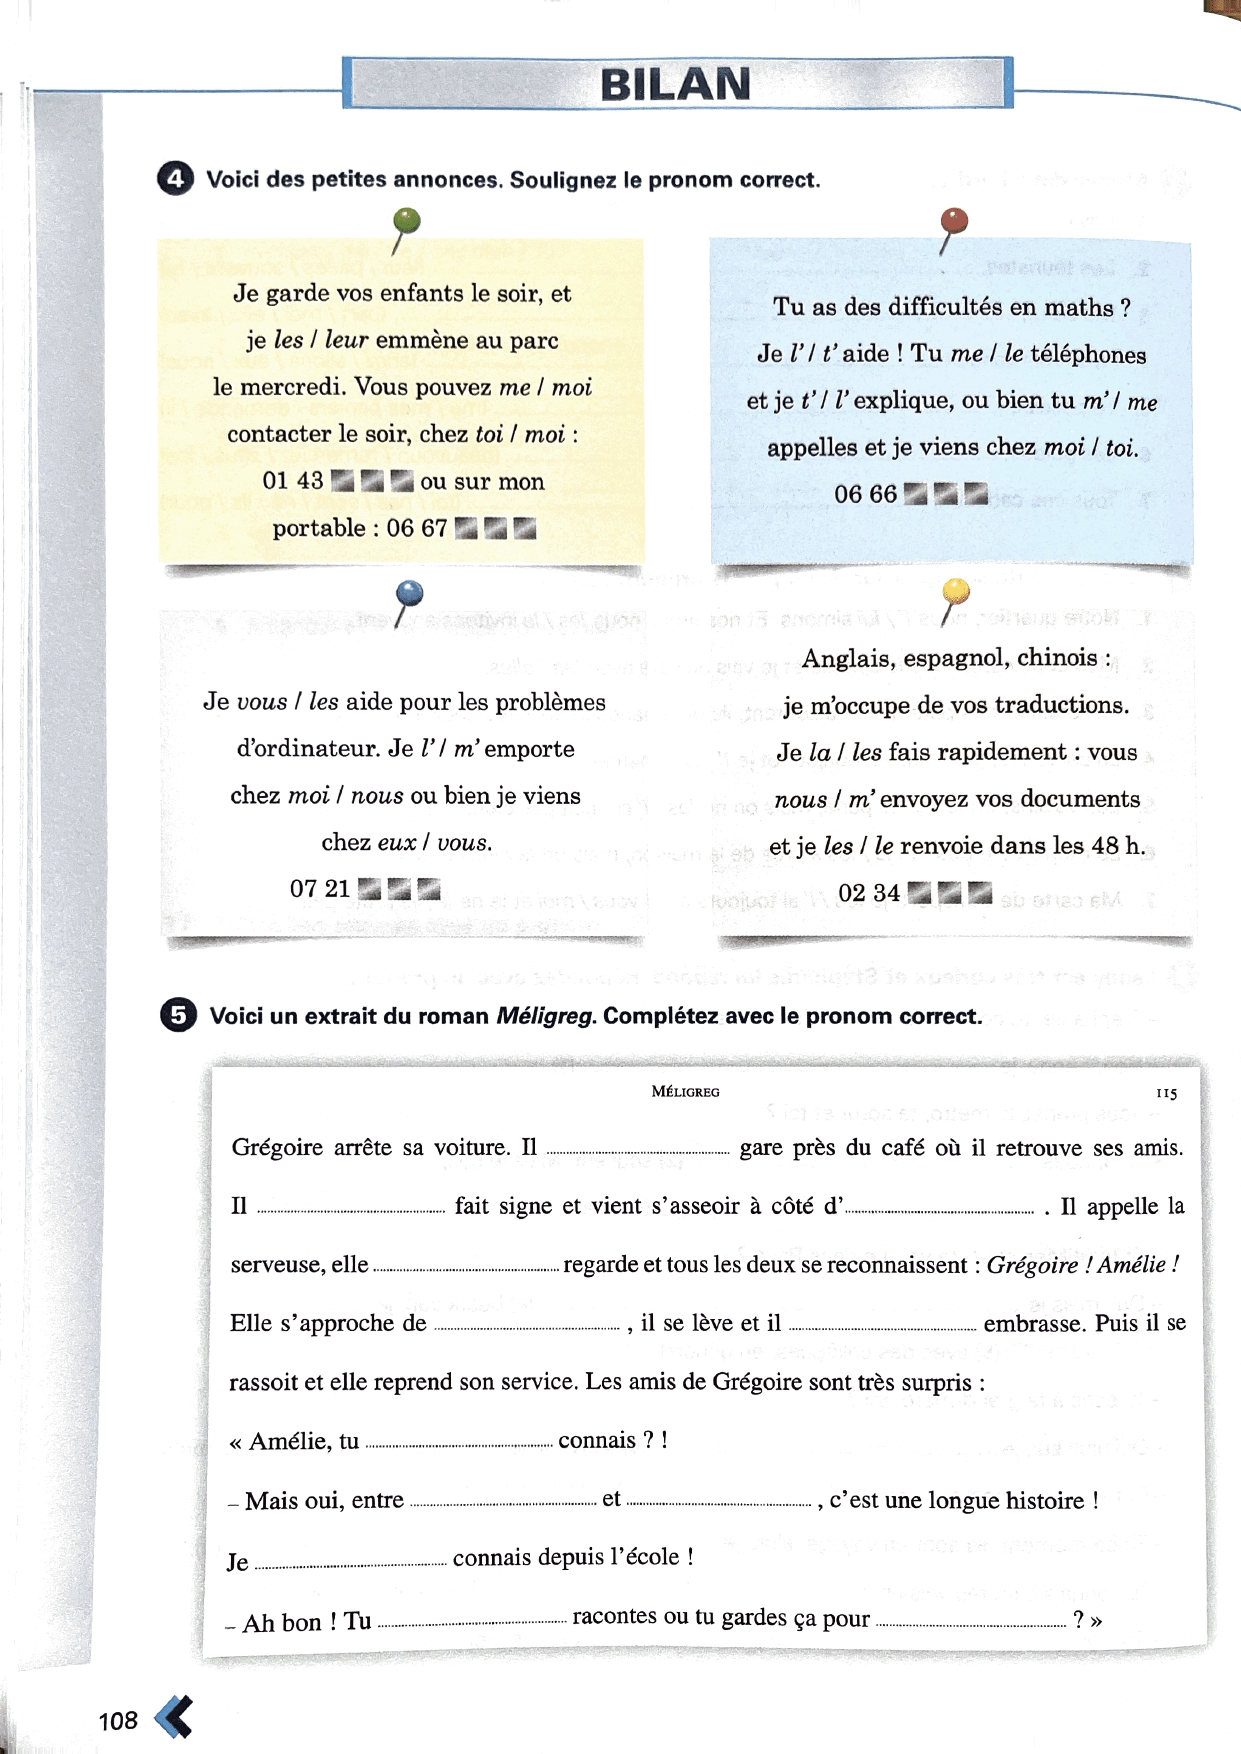 BILAN
4 Voici des petites annonces. Soulignez le pronom correct.
Je garde vos enfants le soir, et
je les / leur emmène au parc
le mercredi. Vous pouvez me / moi
contacter le soir, chez toi / moi :
01 43 ou sur mon
portable : 06 67
Tu as des difficultés en maths ?
Je l' / t' aide ! Tu me / le téléphones
et je t' / l' explique, ou bien tu m' / me
appelles et je viens chez moi / toi.
06 66
Je vous / les aide pour les problèmes
d'ordinateur. Je l' / m' emporte
chez moi / nous ou bien je viens
chez eux / vous.
07 21
Anglais, espagnol, chinois :
je m'occupe de vos traductions.
Je la / les fais rapidement : vous
nous / m' envoyez vos documents
et je les / le renvoie dans les 48 h.
02 34
5 Voici un extrait du roman Méligreg. Complétez avec le pronom correct.
MÉLIGREG 115
Grégoire arrête sa voiture. Il ........ gare près du café où il retrouve ses amis.
Il ........ fait signe et vient s'asseoir à côté d'........ . Il appelle la
serveuse, elle ........ regarde et tous les deux se reconnaissent : Grégoire ! Amélie !
Elle s'approche de ........ , il se lève et il ........ embrasse. Puis il se
rassoit et elle reprend son service. Les amis de Grégoire sont très surpris :
« Amélie, tu ........ connais ? !
– Mais oui, entre ........ et ........ , c'est une longue histoire !
Je ........ connais depuis l'école !
– Ah bon ! Tu ........ racontes ou tu gardes ça pour ........ ? »
108